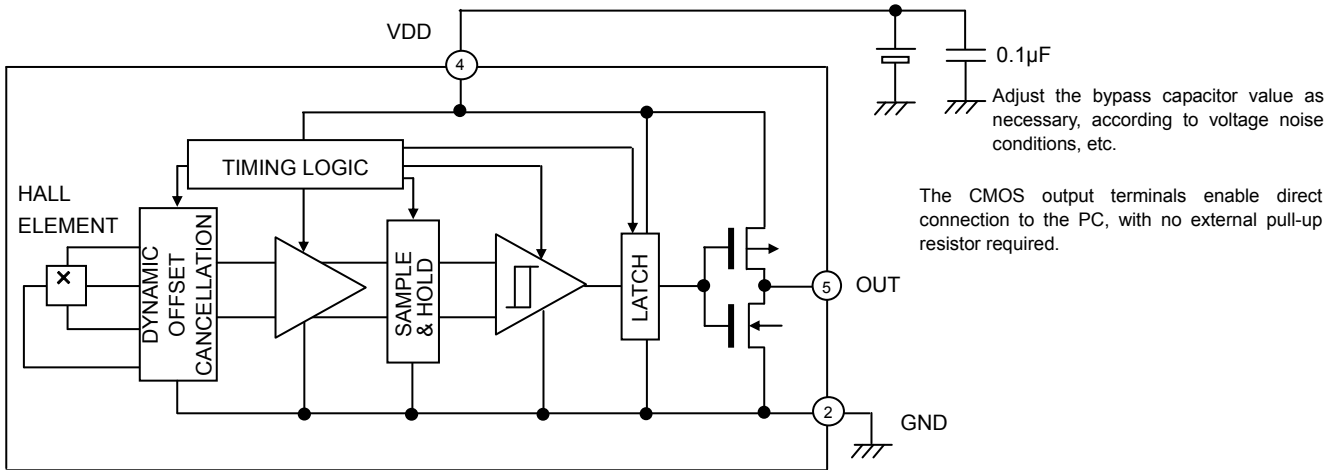 VDD
4
0.1µF
Adjust the bypass capacitor value as
necessary, according to voltage noise
conditions, etc.
TIMING LOGIC
HALL
ELEMENT
The CMOS output terminals enable direct
connection to the PC, with no external pull-up
resistor required.
×
DYNAMIC
OFFSET
CANCELLATION
SAMPLE
& HOLD
LATCH
5
OUT
2
GND